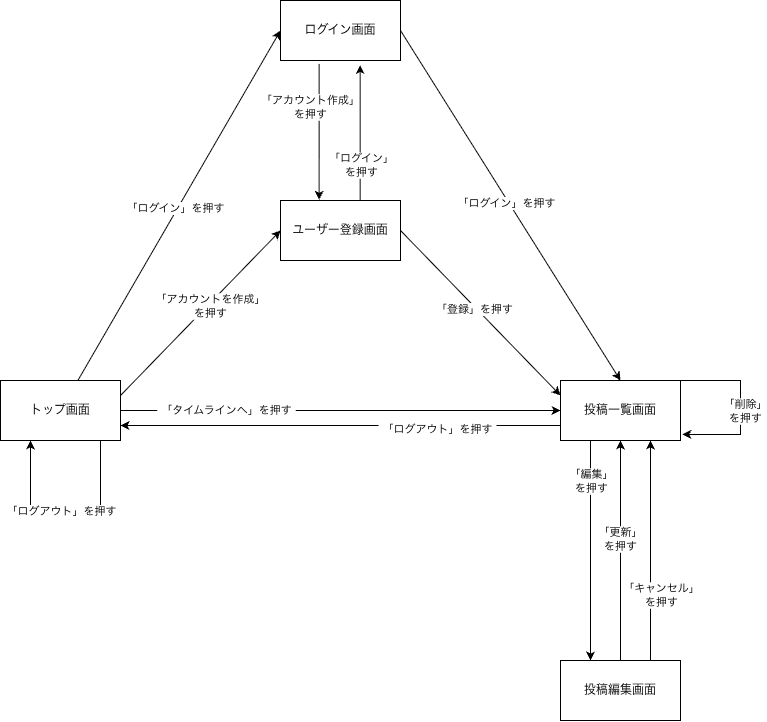 ログイン画面
「アカウント作成」
を押す
「ログイン」
を押す
「ログイン」を押す
「ログイン」を押す
ユーザー登録画面
「アカウントを作成」
を押す
「登録」を押す
トップ画面
「タイムラインへ」を押す
投稿一覧画面
「削除」
を押す
「ログアウト」を押す
「ログアウト」を押す
「編集」
を押す
「更新」
を押す
「キャンセル」
を押す
投稿編集画面